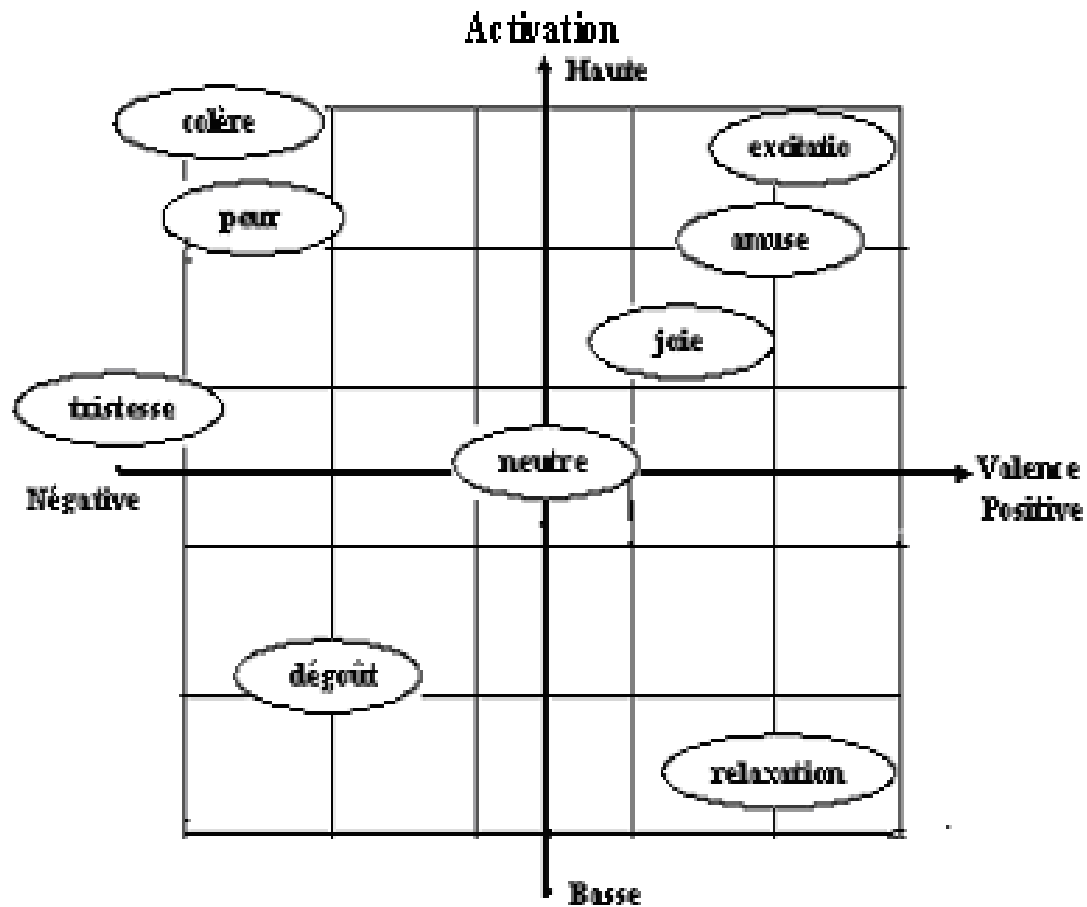 Activation
Haute
colère
excitatio
peur
amuse
joie
tristesse
neutre
Négative
Valence
Positive
dégoût
relaxation
Basse